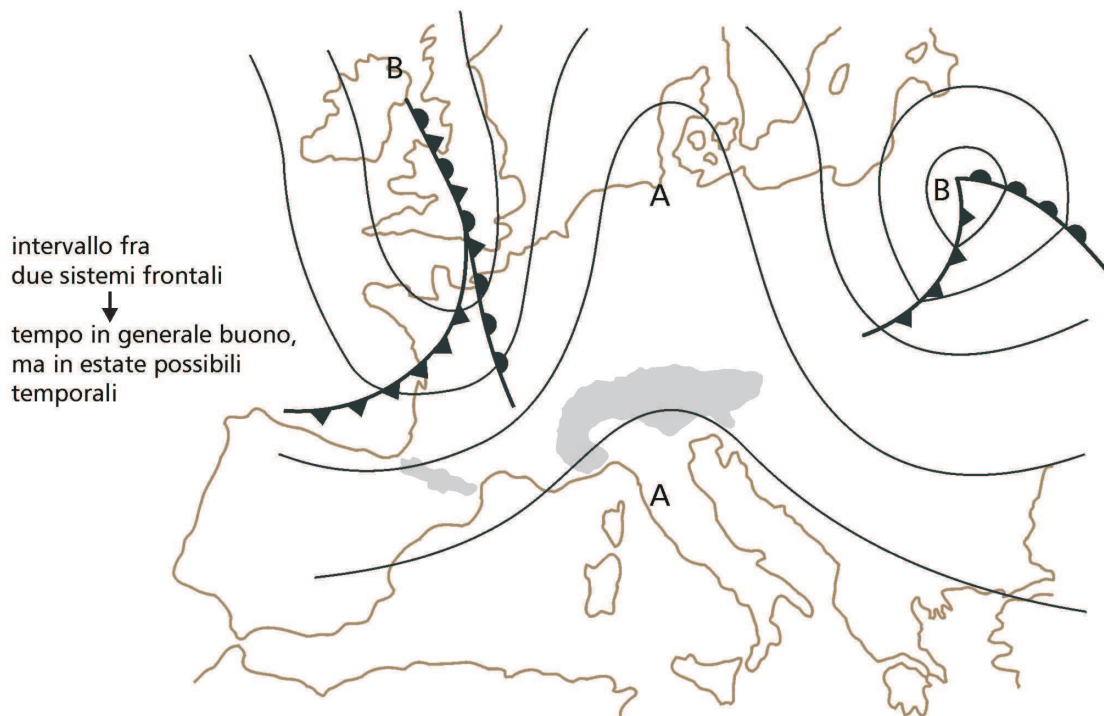 B
A
B
intervallo fra
due sistemi frontali
tempo in generale buono,
ma in estate possibili
temporali
A